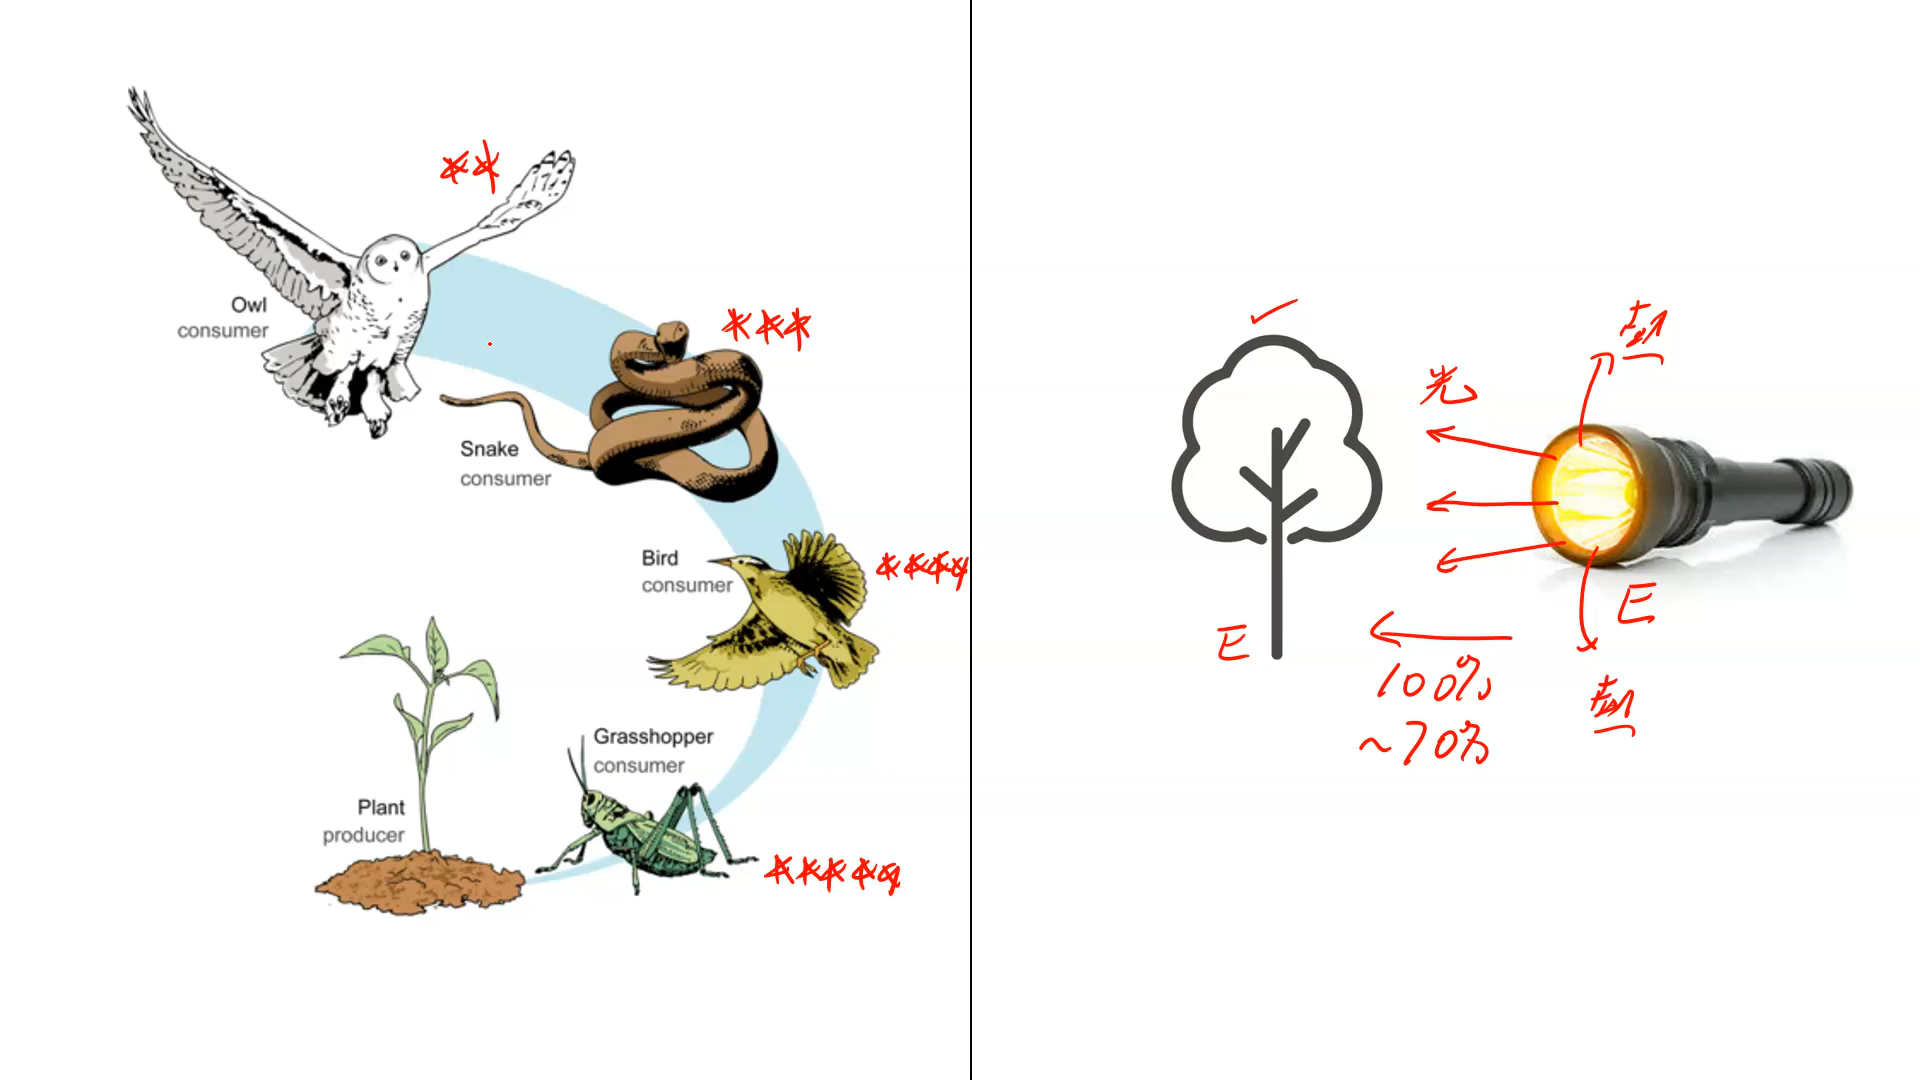 Owl
consumer
Snake
consumer
Bird
consumer
Grasshopper
consumer
Plant
producer
热
光
E
E
100%
~70%
热